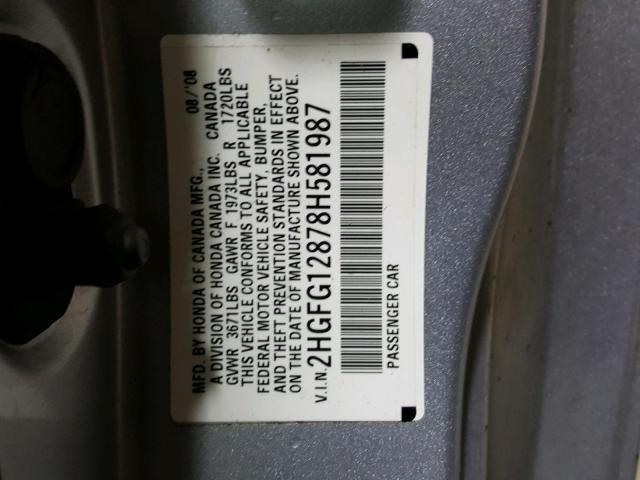 MFD. BY HONDA OF CANADA MFG., 08/'08
A DIVISION OF HONDA CANADA INC. CANADA
GVWR 3671LBS GAWR F 1973LBS R 1720LBS
THIS VEHICLE CONFORMS TO ALL APPLICABLE
FEDERAL MOTOR VEHICLE SAFETY, BUMPER,
AND THEFT PREVENTION STANDARDS IN EFFECT
ON THE DATE OF MANUFACTURE SHOWN ABOVE.
V.I.N. 2HGFG12878H581987
PASSENGER CAR